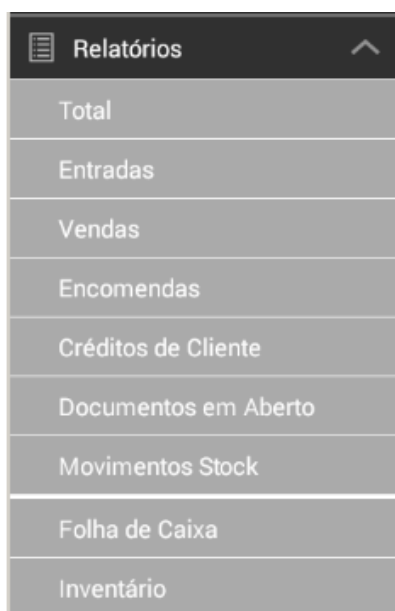 Relatórios
Total
Entradas
Vendas
Encomendas
Créditos de Cliente
Documentos em Aberto
Movimentos Stock
Folha de Caixa
Inventário